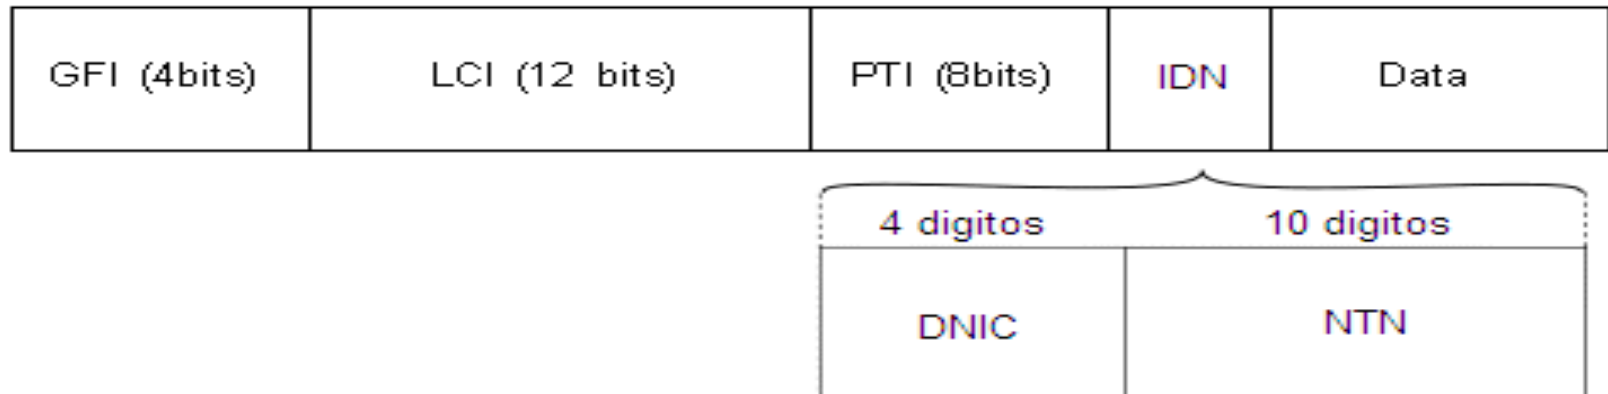 GFI (4bits) LCI (12 bits) PTI (8bits) IDN Data
4 digitos 10 digitos
DNIC NTN